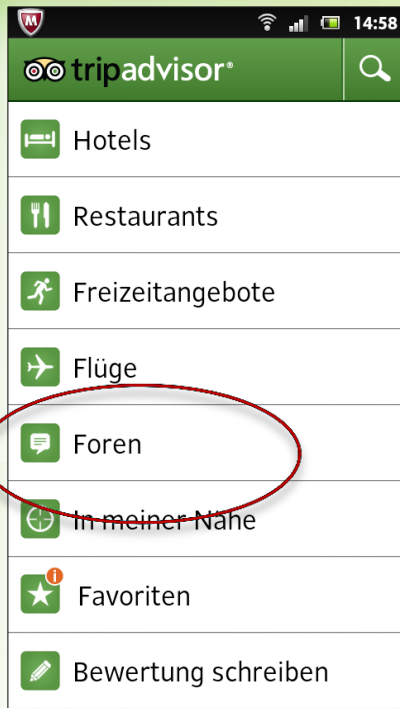 14:58
tripadvisor®
Hotels
Restaurants
Freizeitangebote
Flüge
Foren
In meiner Nähe
i
Favoriten
Bewertung schreiben